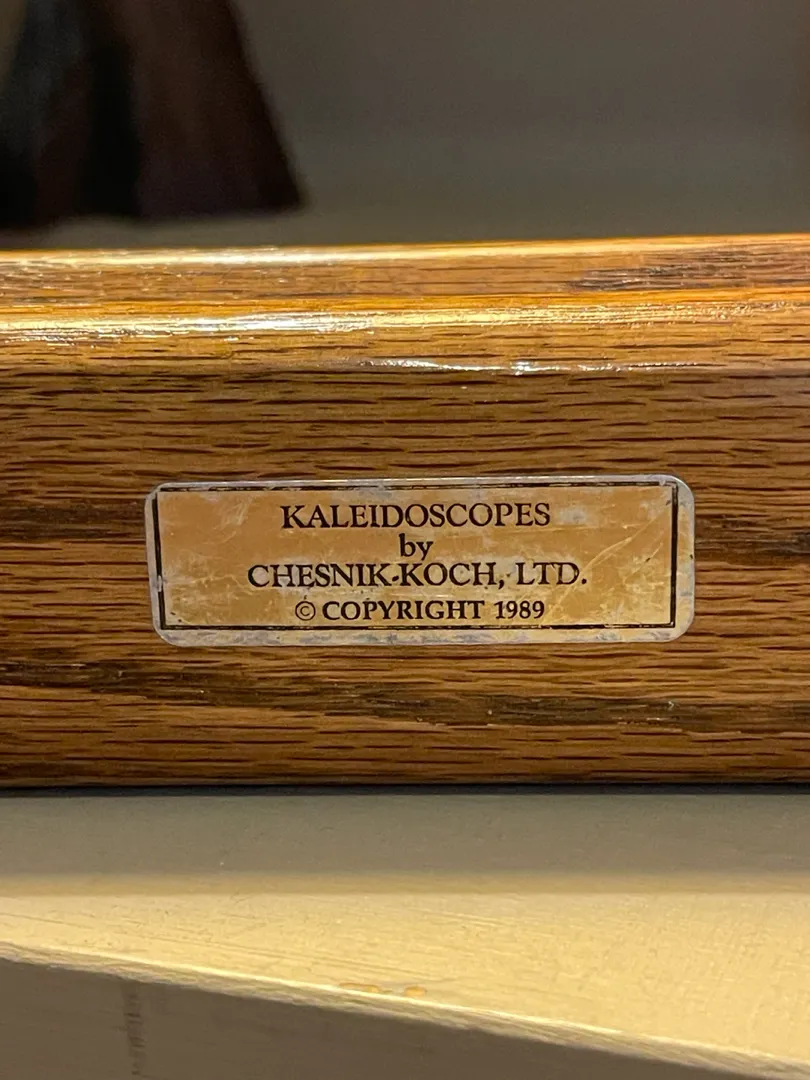 KALEIDOSCOPES
by
CHESNIK-KOCH, LTD.
© COPYRIGHT 1989